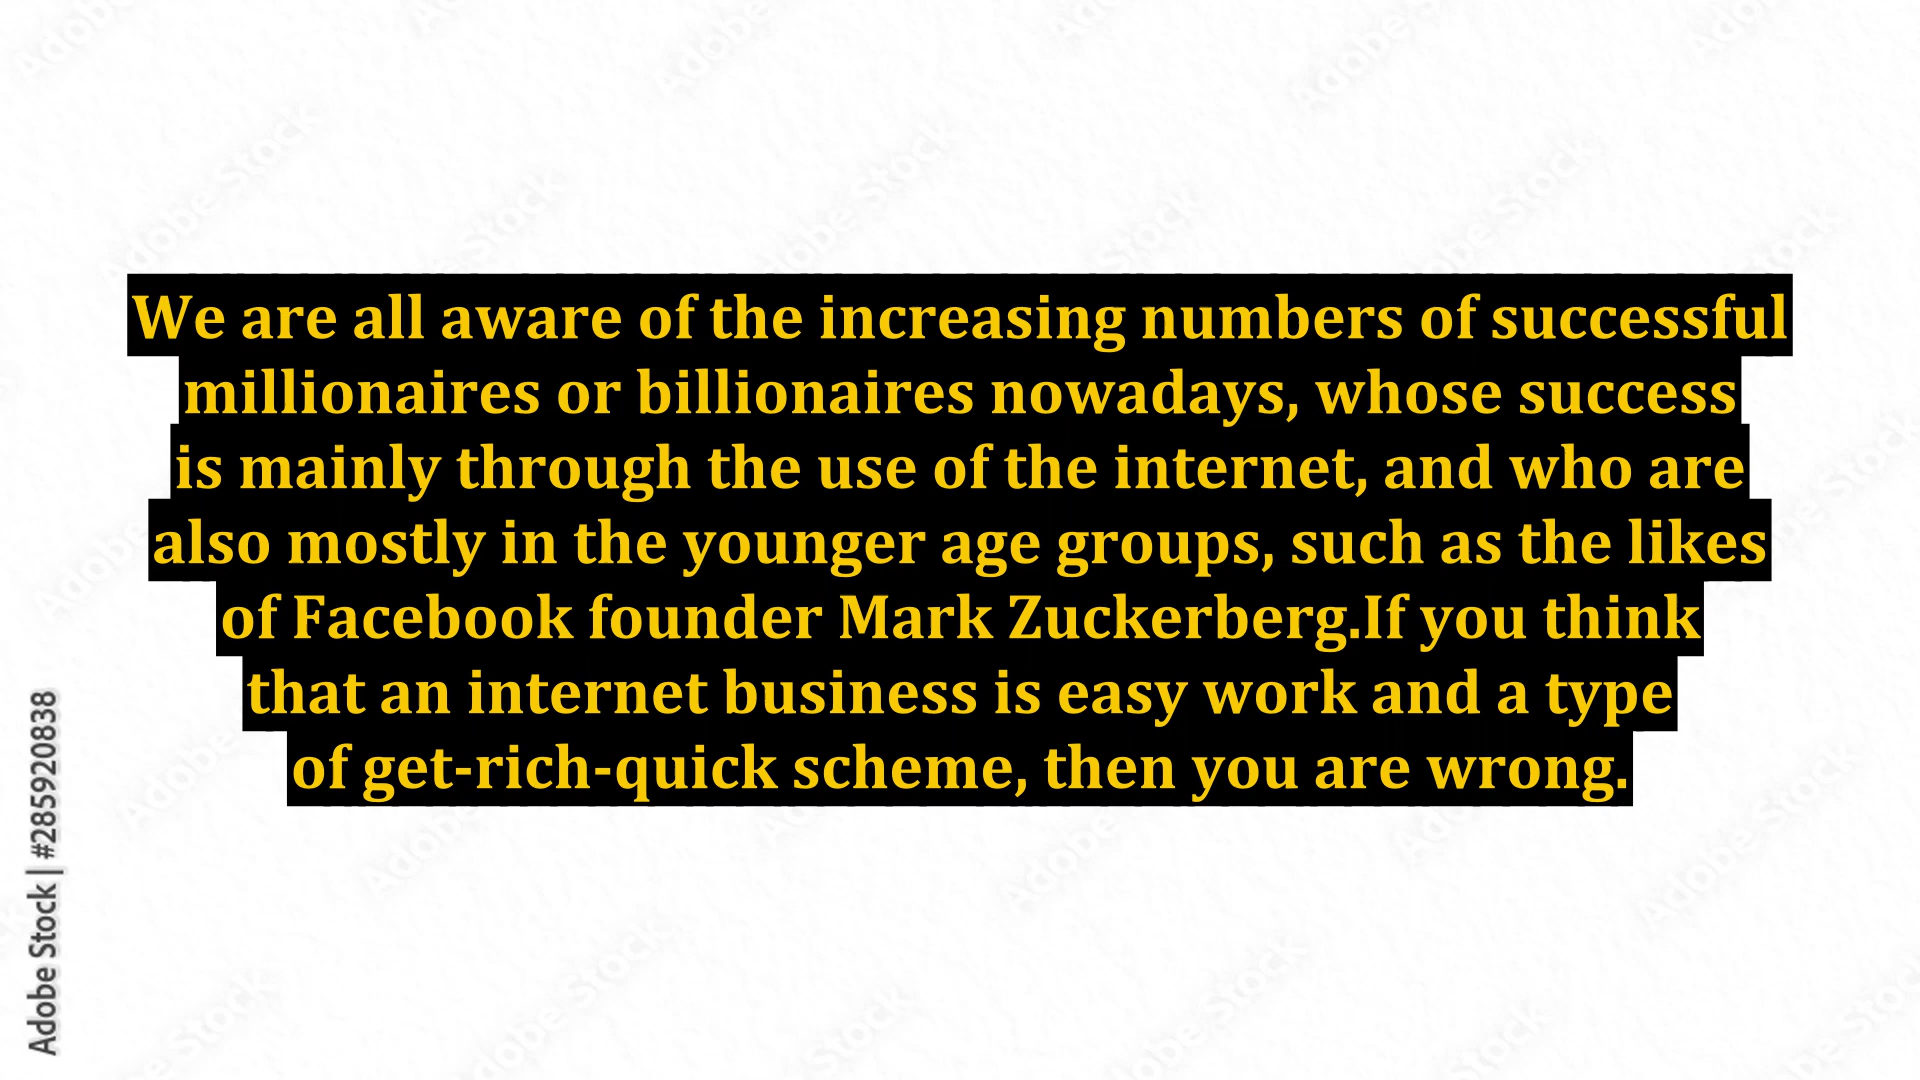 We are all aware of the increasing numbers of successful
millionaires or billionaires nowadays, whose success
is mainly through the use of the internet, and who are
also mostly in the younger age groups, such as the likes
of Facebook founder Mark Zuckerberg.If you think
that an internet business is easy work and a type
of get-rich-quick scheme, then you are wrong.
Adobe Stock | #285920838
Adobe Stock